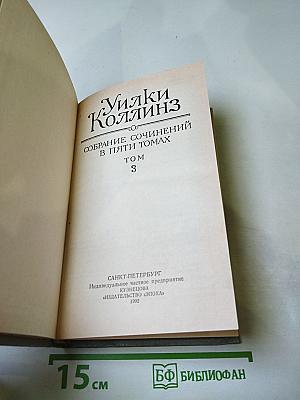 Уилки
Коллинз
СОБРАНИЕ СОЧИНЕНИЙ
В ПЯТИ ТОМАХ
ТОМ
3
САНКТ-ПЕТЕРБУРГ
Индивидуальное частное предприятие
КУЗНЕЦОВА
«ИЗДАТЕЛЬСТВО «ЭПОХА»
1992
15 см
БФ БИБЛИОФАН